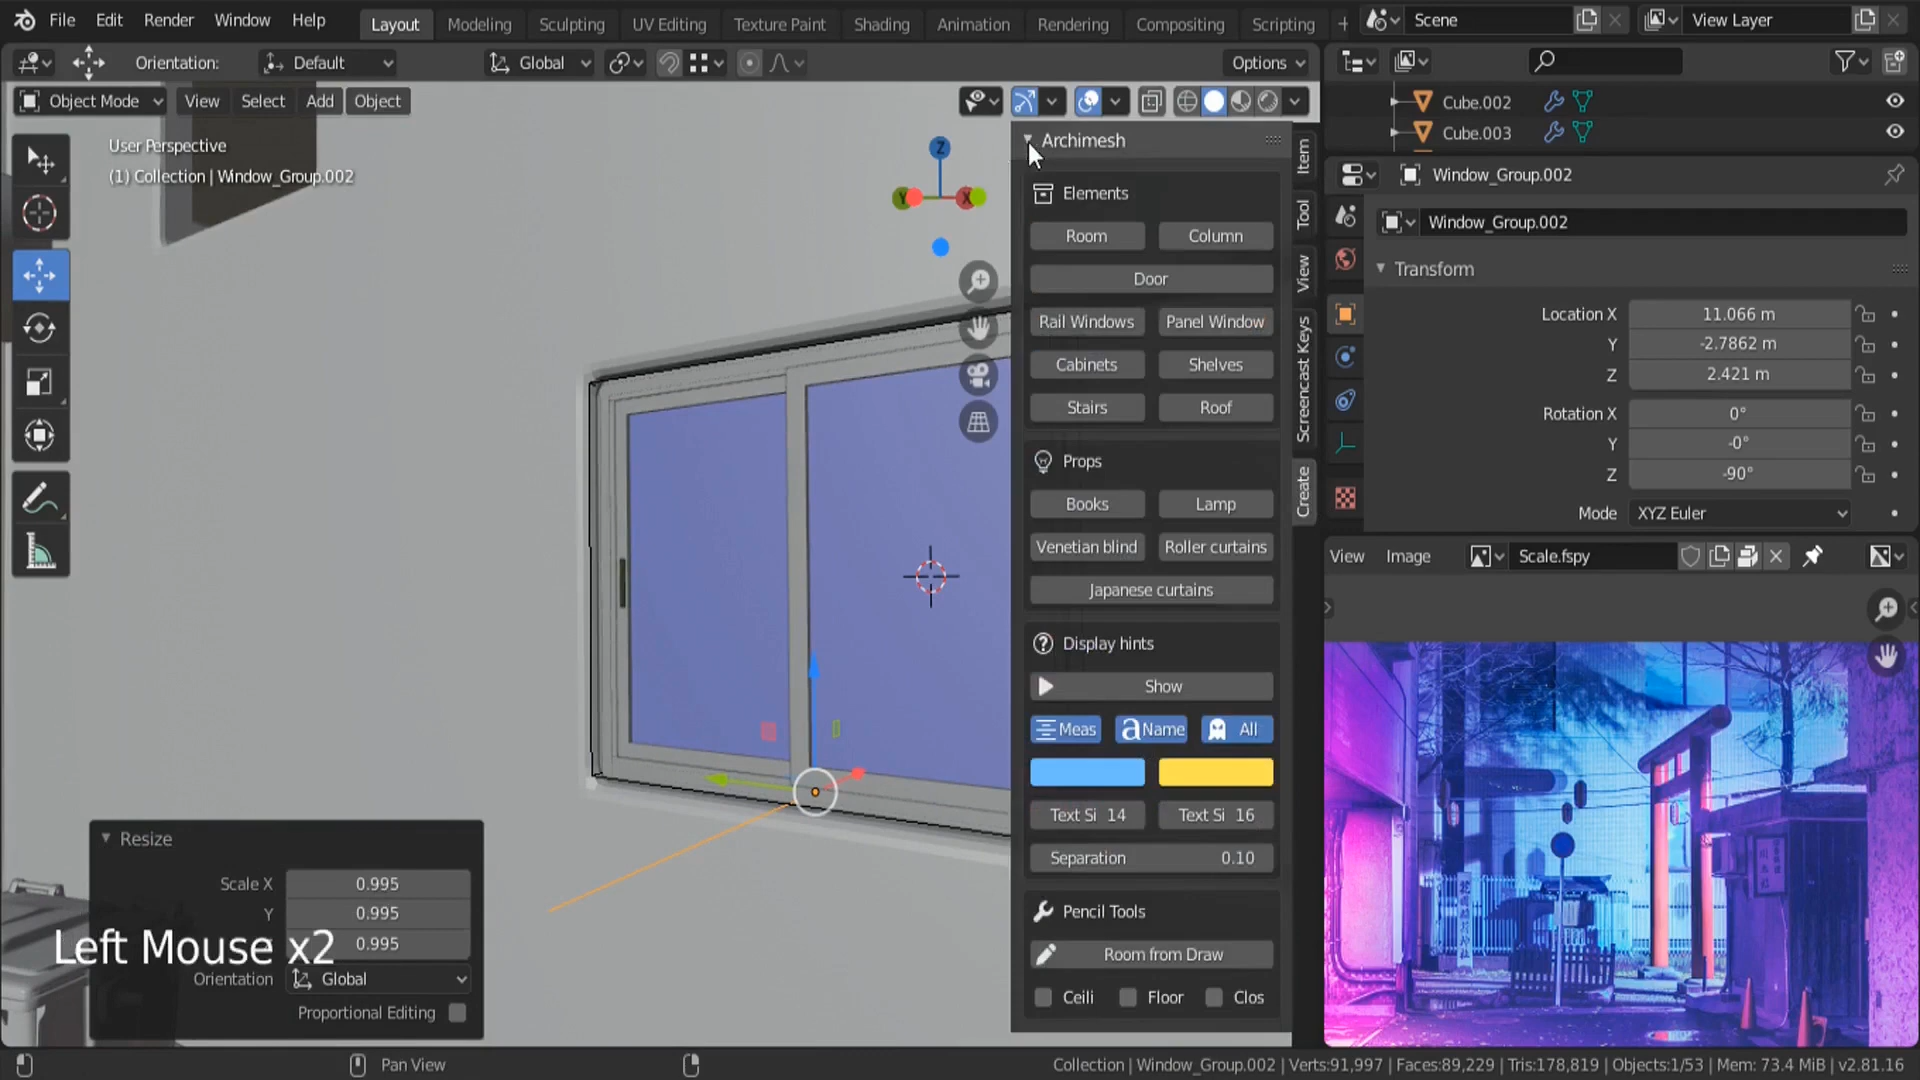 File Edit Render Window Help Layout Modeling Sculpting UV Editing Texture Paint Shading Animation Rendering Compositing Scripting + Scene View Layer
Orientation: Default Global Options
Object Mode View Select Add Object
User Perspective
(1) Collection | Window_Group.002
Z
Y X
Archimesh
Elements
Room Column
Door
Rail Windows Panel Window
Cabinets Shelves
Stairs Roof
Props
Books Lamp
Venetian blind Roller curtains
Japanese curtains
Display hints
Show
Meas aName All
Text Si 14 Text Si 16
Separation 0.10
Pencil Tools
Room from Draw
Ceili Floor Clos
Item
Tool
View
Screencast Keys
Create
Cube.002
Cube.003
Window_Group.002
Window_Group.002
Transform
Location X 11.066 m
Y -2.7862 m
Z 2.421 m
Rotation X 0°
Y -0°
Z -90°
Mode XYZ Euler
View Image Scale.fspy
Resize
Scale X 0.995
Y 0.995
0.995
Left Mouse x2
Orientation Global
Proportional Editing
Pan View
Collection | Window_Group.002 | Verts:91,997 | Faces:89,229 | Tris:178,819 | Objects:1/53 | Mem: 73.4 MiB | v2.81.16